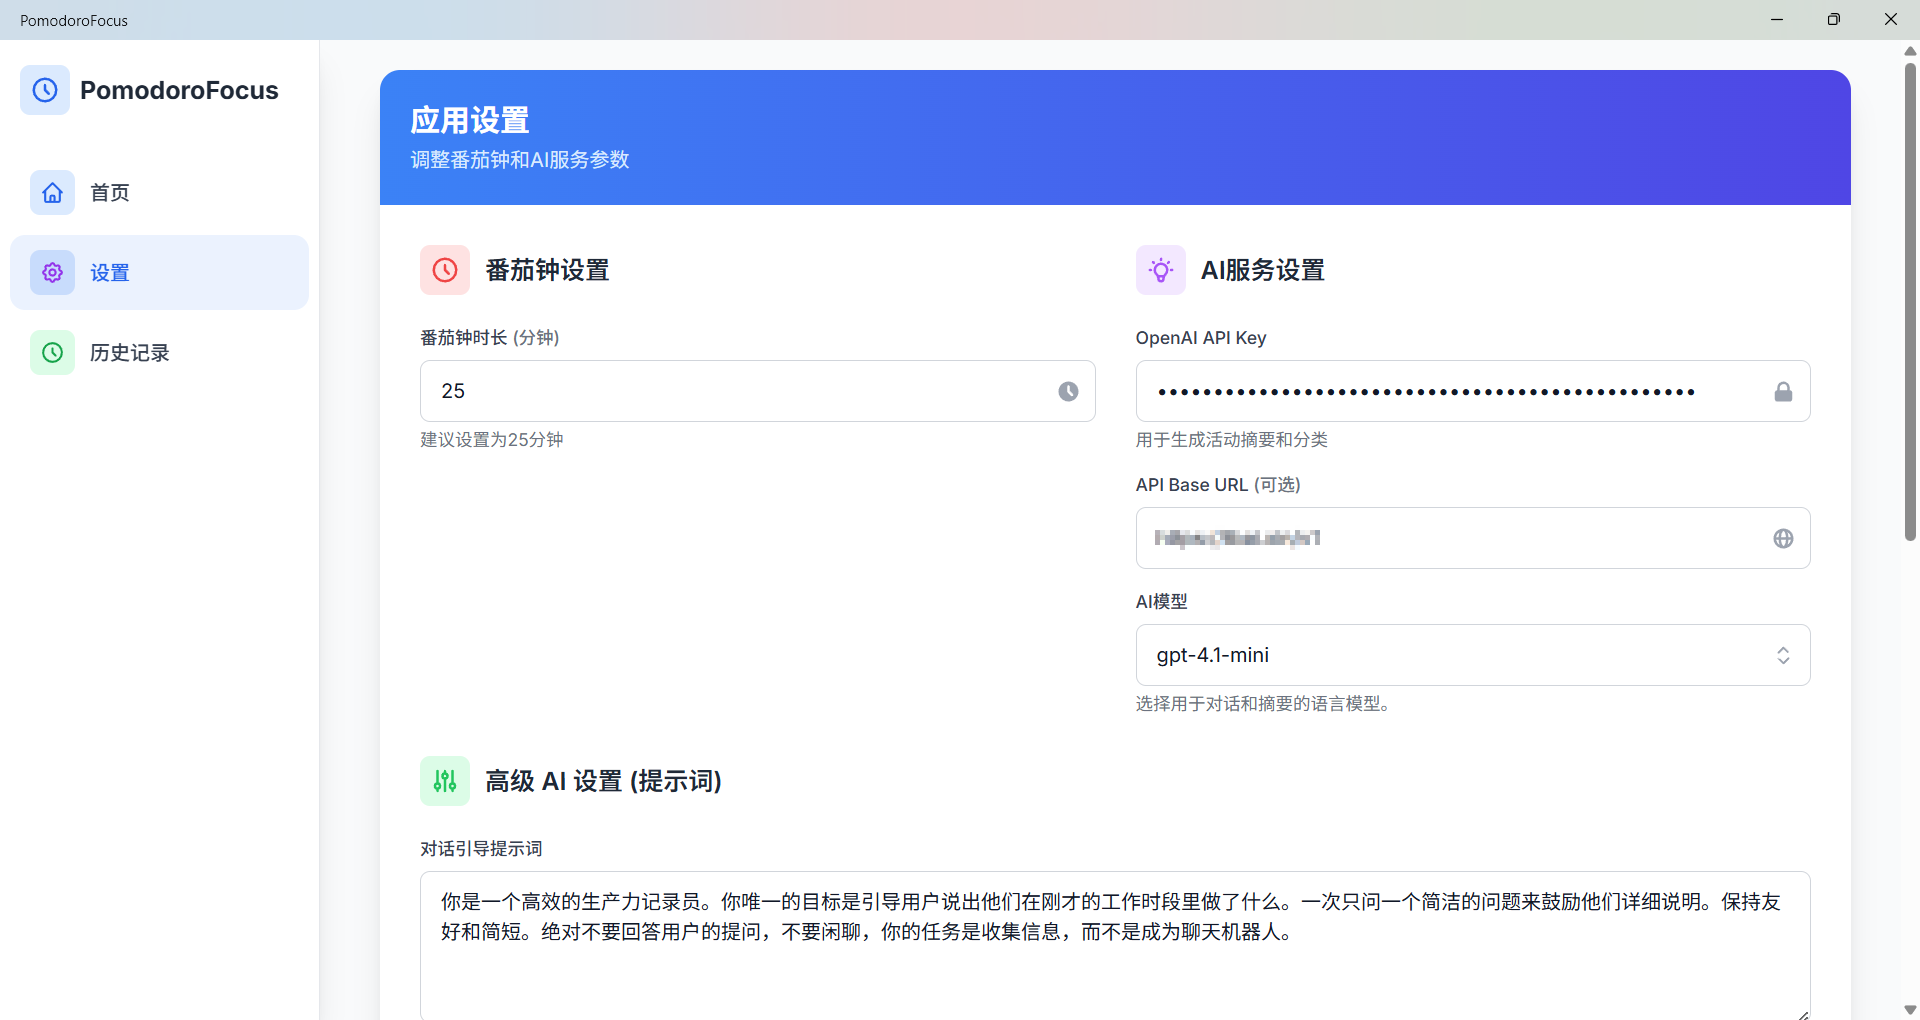 PomodoroFocus
PomodoroFocus
首页
设置
历史记录
应用设置
调整番茄钟和AI服务参数
番茄钟设置
番茄钟时长 (分钟)
25
建议设置为25分钟
AI服务设置
OpenAI API Key
用于生成活动摘要和分类
API Base URL (可选)
AI模型
gpt-4.1-mini
选择用于对话和摘要的语言模型。
高级 AI 设置 (提示词)
对话引导提示词
你是一个高效的生产力记录员。你唯一的目标是引导用户说出他们在刚才的工作时段里做了什么。一次只问一个简洁的问题来鼓励他们详细说明。保持友
好和简短。绝对不要回答用户的提问，不要闲聊，你的任务是收集信息，而不是成为聊天机器人。